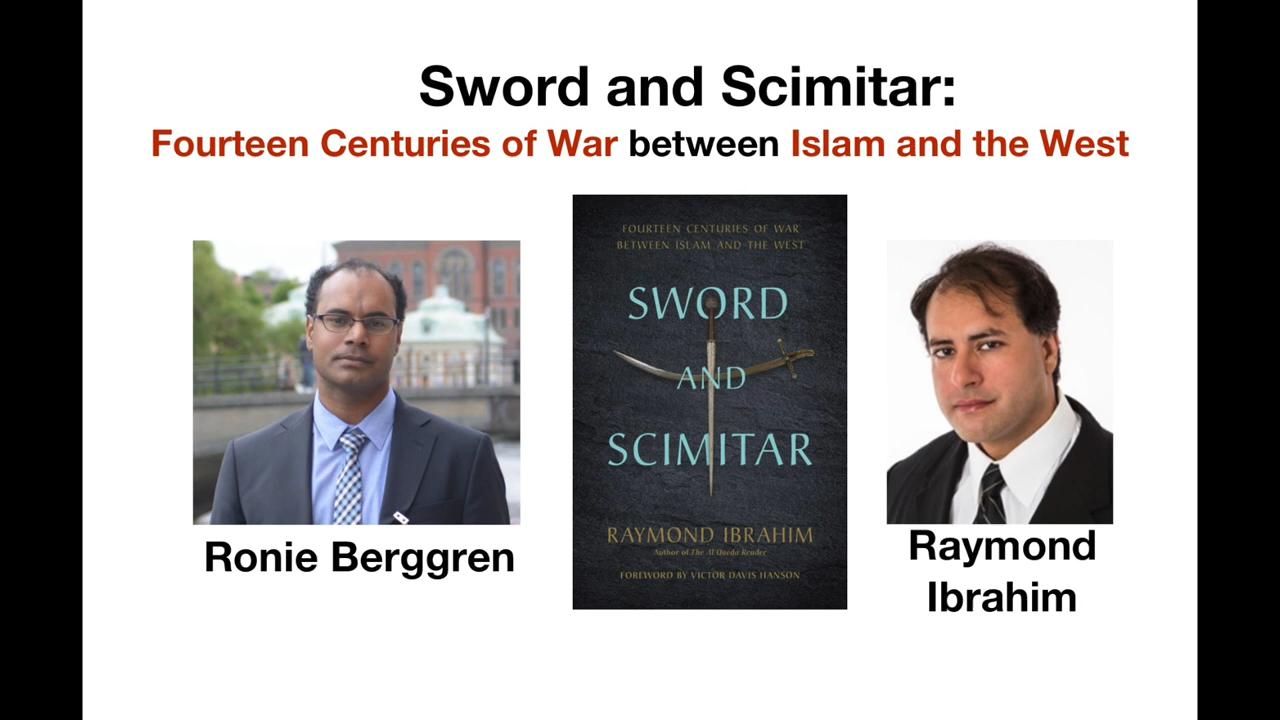 Sword and Scimitar:
Fourteen Centuries of War between Islam and the West
FOURTEEN CENTURIES OF WAR
BETWEEN ISLAM AND THE WEST
SWORD
AND
SCIMITAR
RAYMOND IBRAHIM
Author of The Al Qaeda Reader
FOREWORD BY VICTOR DAVIS HANSON
Ronie Berggren
Raymond
Ibrahim